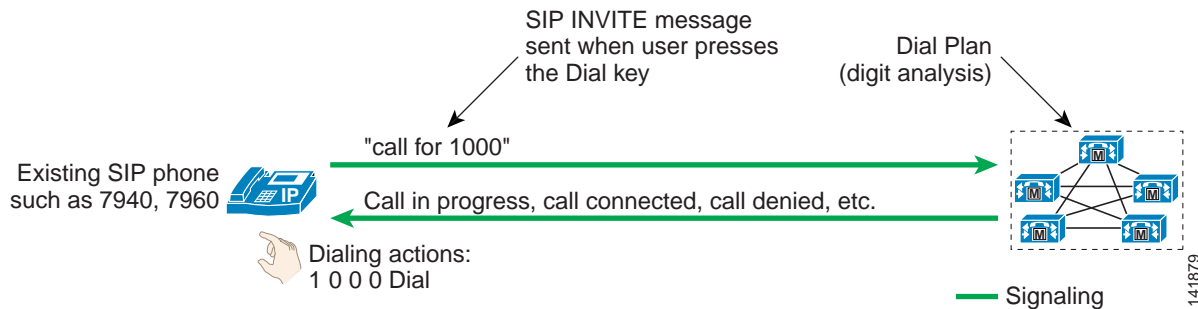 SIP INVITE message
sent when user presses
the Dial key
Dial Plan
(digit analysis)
"call for 1000"
Existing SIP phone
such as 7940, 7960
IP
Call in progress, call connected, call denied, etc.
M
M
M
M
M
Dialing actions:
1 0 0 0 Dial
Signaling
141879